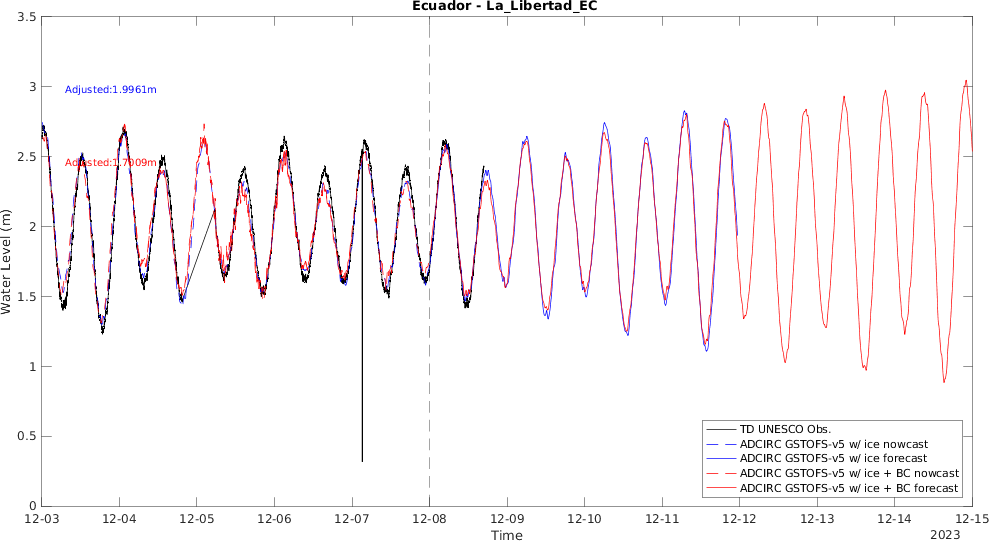 Ecuador - La_Libertad_EC
3.5
3
2.5
2
1.5
1
0.5
0
Water Level (m)
Adjusted:1.9961m
Adjusted:1.7009m
TD UNESCO Obs.
ADCIRC GSTOFS-v5 w/ ice nowcast
ADCIRC GSTOFS-v5 w/ ice forecast
ADCIRC GSTOFS-v5 w/ ice + BC nowcast
ADCIRC GSTOFS-v5 w/ ice + BC forecast
12-03 12-04 12-05 12-06 12-07 12-08 12-09 12-10 12-11 12-12 12-13 12-14 12-15
Time
2023